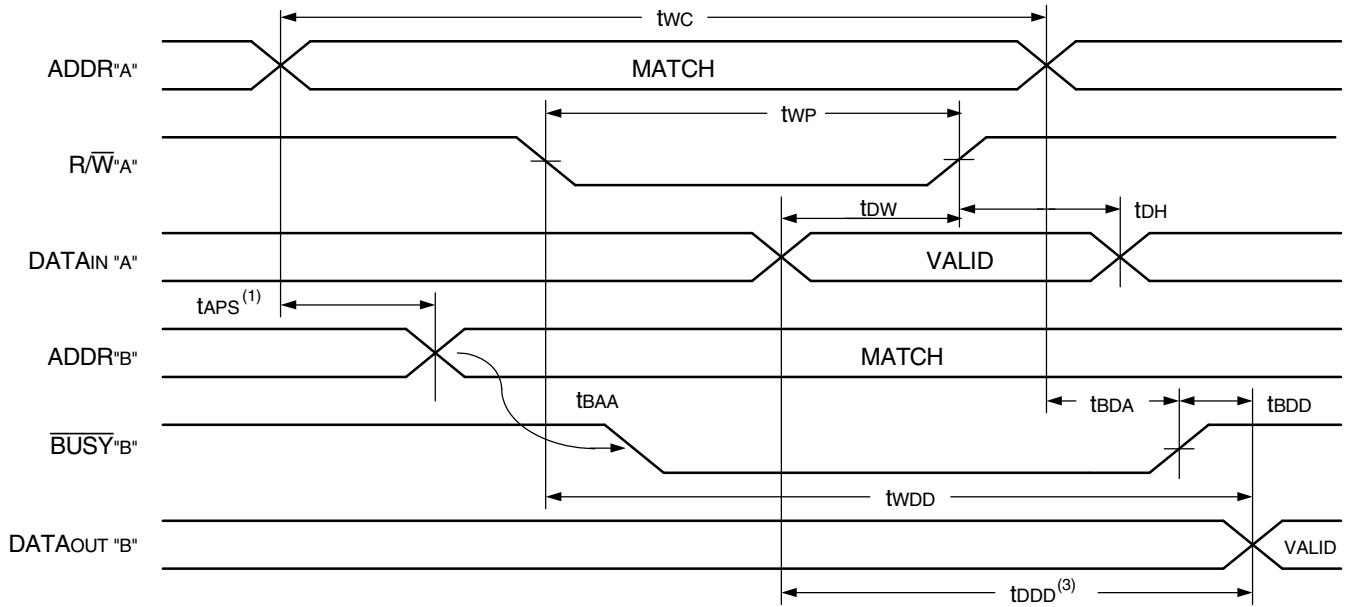 tWC
ADDR"A" MATCH
tWP
R/W̅"A"
tDW tDH
DATAIN "A" VALID
tAPS(1)
ADDR"B" MATCH
tBAA tBDA tBDD
B̅U̅S̅Y̅"B"
tWDD
DATAOUT "B" VALID
tDDD(3)